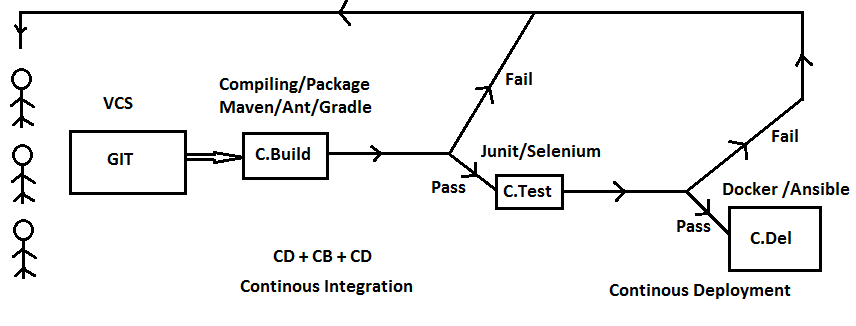 Compiling/Package
Maven/Ant/Gradle
VCS
GIT
C.Build
Fail
Junit/Selenium
Pass
C.Test
Fail
Docker /Ansible
Pass
C.Del
CD + CB + CD
Continous Integration
Continous Deployment